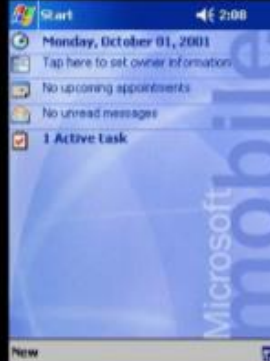 Start 2:08
Monday, October 01, 2001
Tap here to set owner information
No upcoming appointments
No unread messages
1 Active task
Microsoft
mobile
New